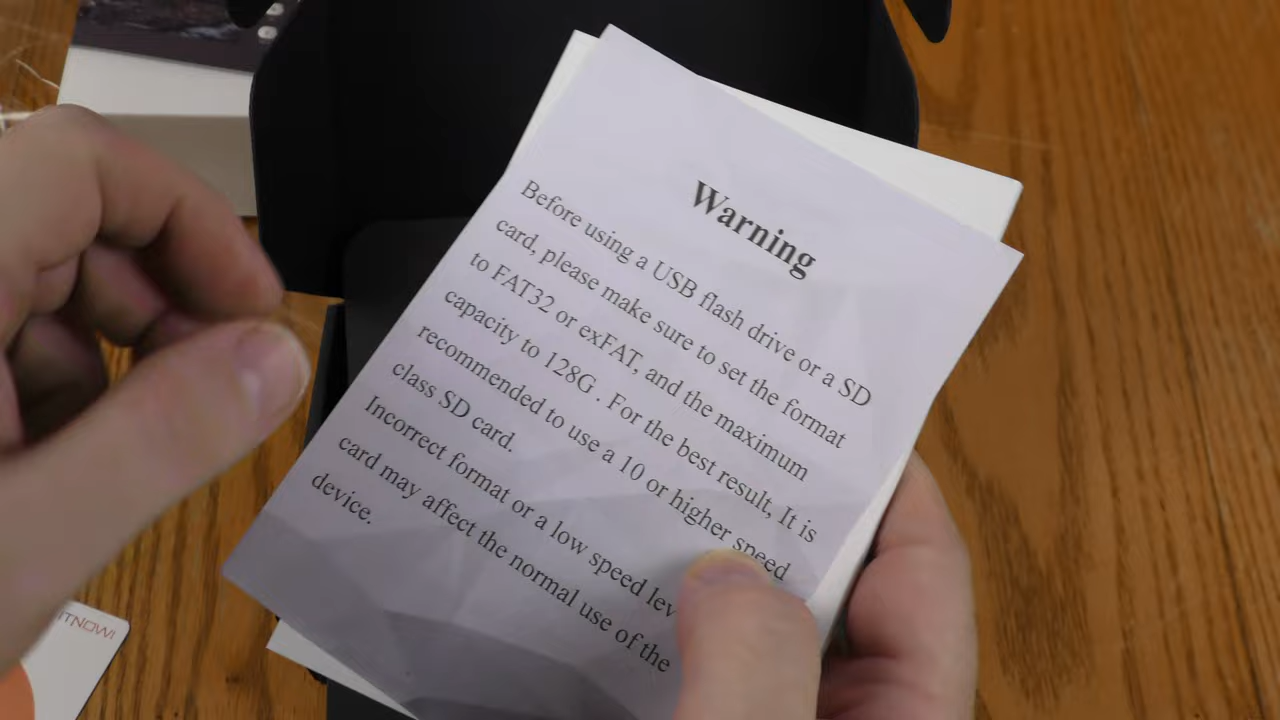 Warning
Before using a USB flash drive or a SD
card, please make sure to set the format
to FAT32 or exFAT, and the maximum
capacity to 128G . For the best result, It is
recommended to use a 10 or higher speed
class SD card.
Incorrect format or a low speed lev
card may affect the normal use of the
device.
ITNOW!